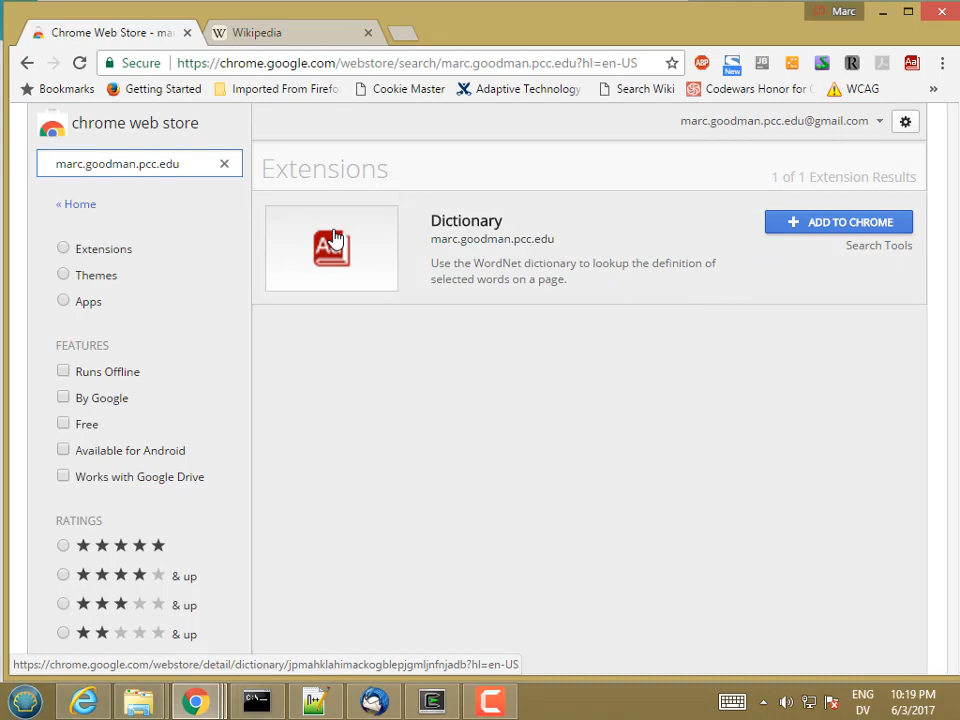 Marc
Chrome Web Store - ma
Wikipedia
Secure
https://chrome.google.com/webstore/search/marc.goodman.pcc.edu?hl=en-US
ABP
New
JB
R
Aa
Bookmarks
Getting Started
Imported From Firefo
Cookie Master
Adaptive Technology
Search Wiki
Codewars Honor for
WCAG
»
chrome web store
marc.goodman.pcc.edu@gmail.com
marc.goodman.pcc.edu
Extensions
1 of 1 Extension Results
« Home
Extensions
Themes
Apps
Dictionary
marc.goodman.pcc.edu
Use the WordNet dictionary to lookup the definition of
selected words on a page.
ADD TO CHROME
Search Tools
FEATURES
Runs Offline
By Google
Free
Available for Android
Works with Google Drive
RATINGS
& up
& up
& up
https://chrome.google.com/webstore/detail/dictionary/jpmahklahimackogblepjgmljnfnjadb?hl=en-US
ENG
DV
10:19 PM
6/3/2017